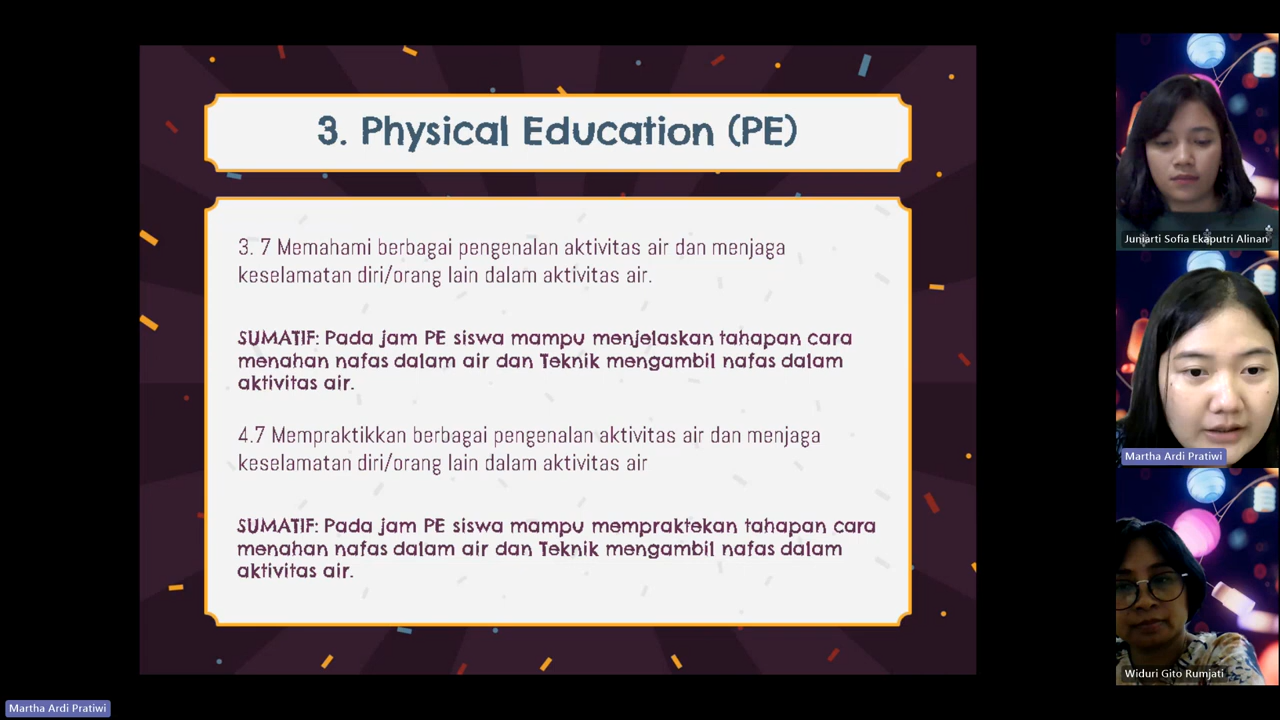 3. Physical Education (PE)
3. 7 Memahami berbagai pengenalan aktivitas air dan menjaga
keselamatan diri/orang lain dalam aktivitas air.
SUMATIF: Pada jam PE siswa mampu menjelaskan tahapan cara
menahan nafas dalam air dan Teknik mengambil nafas dalam
aktivitas air.
4.7 Mempraktikkan berbagai pengenalan aktivitas air dan menjaga
keselamatan diri/orang lain dalam aktivitas air
SUMATIF: Pada jam PE siswa mampu mempraktekan tahapan cara
menahan nafas dalam air dan Teknik mengambil nafas dalam
aktivitas air.
Juniarti Sofia Ekaputri Alinan
Martha Ardi Pratiwi
Widuri Gito Rumjati
Martha Ardi Pratiwi